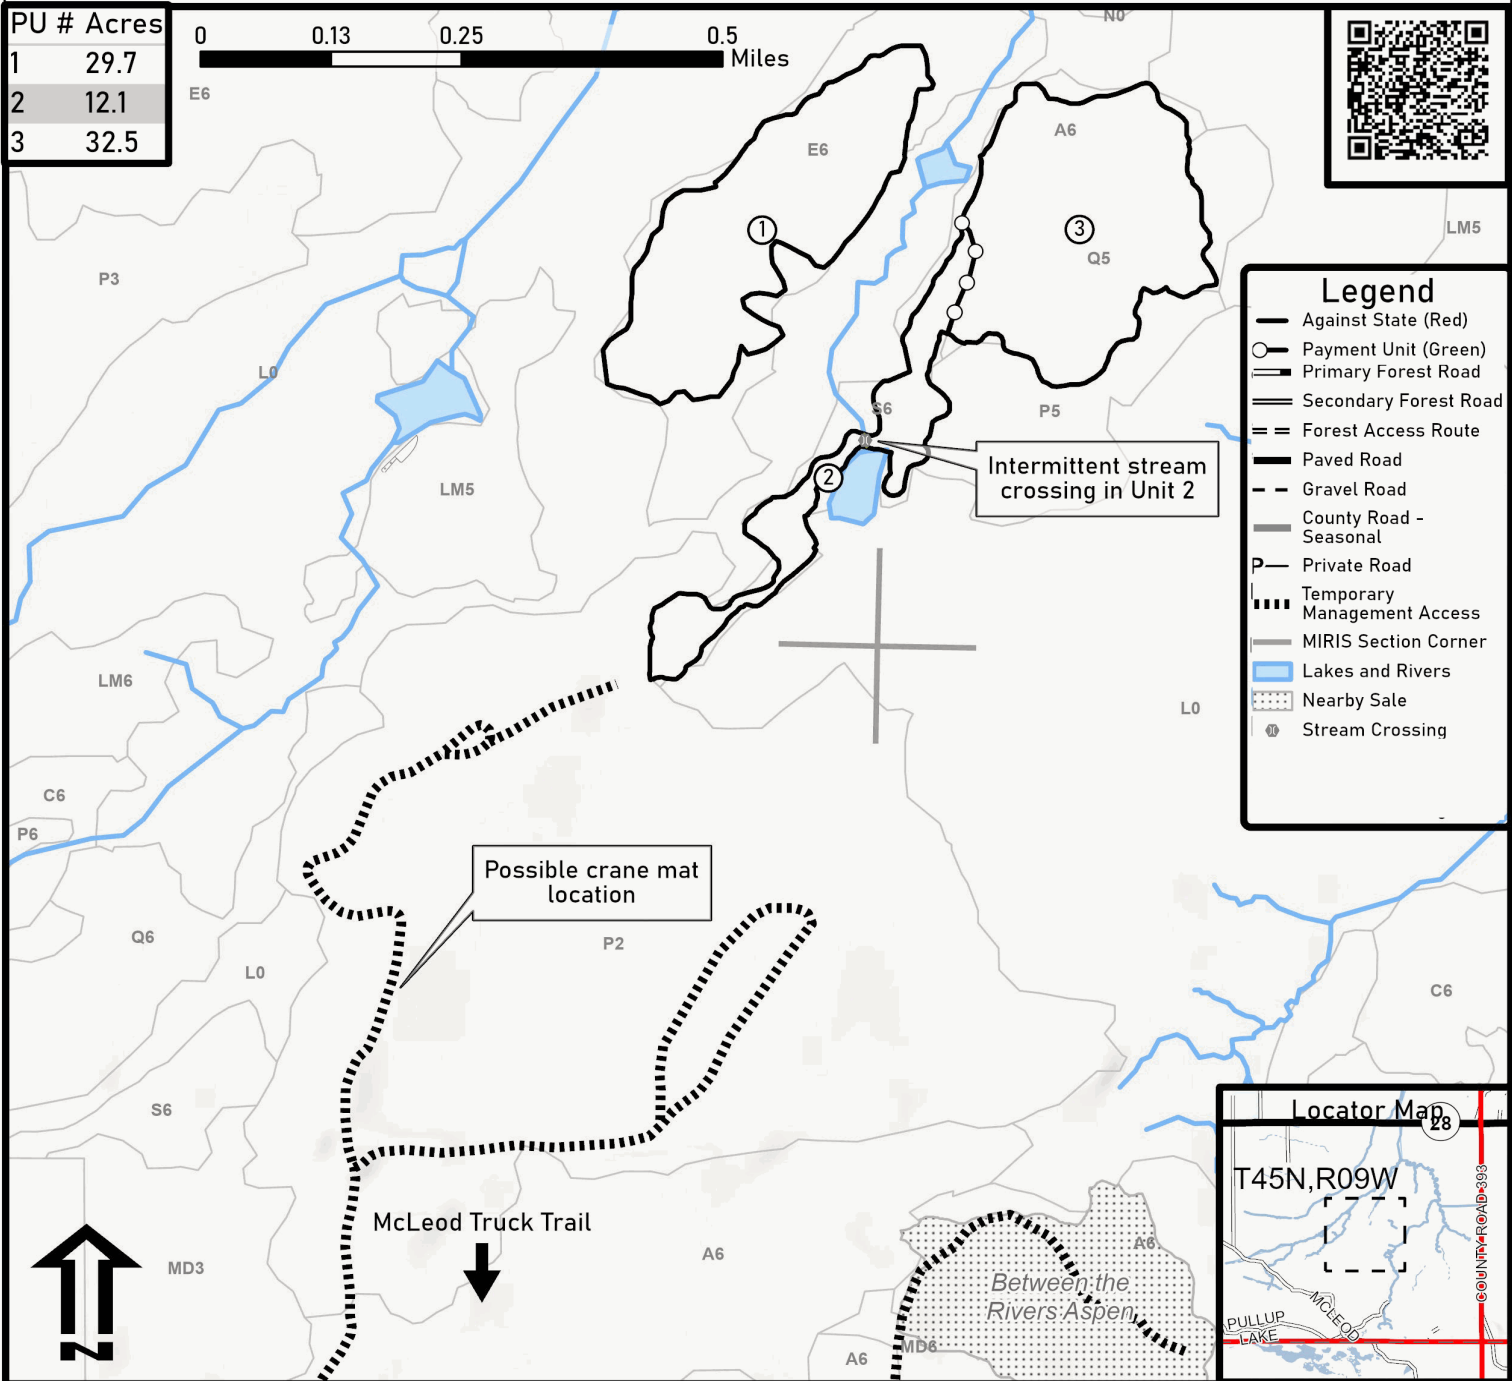 PU # Acres
1 29.7
2 12.1
3 32.5
0 0.13 0.25 0.5
Miles
N0
E6
E6
A6
1
3
Q5
LM5
P3
L0
S6
P5
LM5
2
Intermittent stream
crossing in Unit 2
Legend
Against State (Red)
Payment Unit (Green)
Primary Forest Road
Secondary Forest Road
Forest Access Route
Paved Road
Gravel Road
County Road -
Seasonal
P
Private Road
Temporary
Management Access
MIRIS Section Corner
Lakes and Rivers
Nearby Sale
Stream Crossing
LM6
L0
C6
P6
Possible crane mat
location
Q6
P2
L0
C6
S6
McLeod Truck Trail
MD3
A6
A6
Between the
Rivers Aspen
A6
MD6
N
Locator Map
28
T45N,R09W
COUNTY ROAD 393
MCLEOD
PULLUP
LAKE